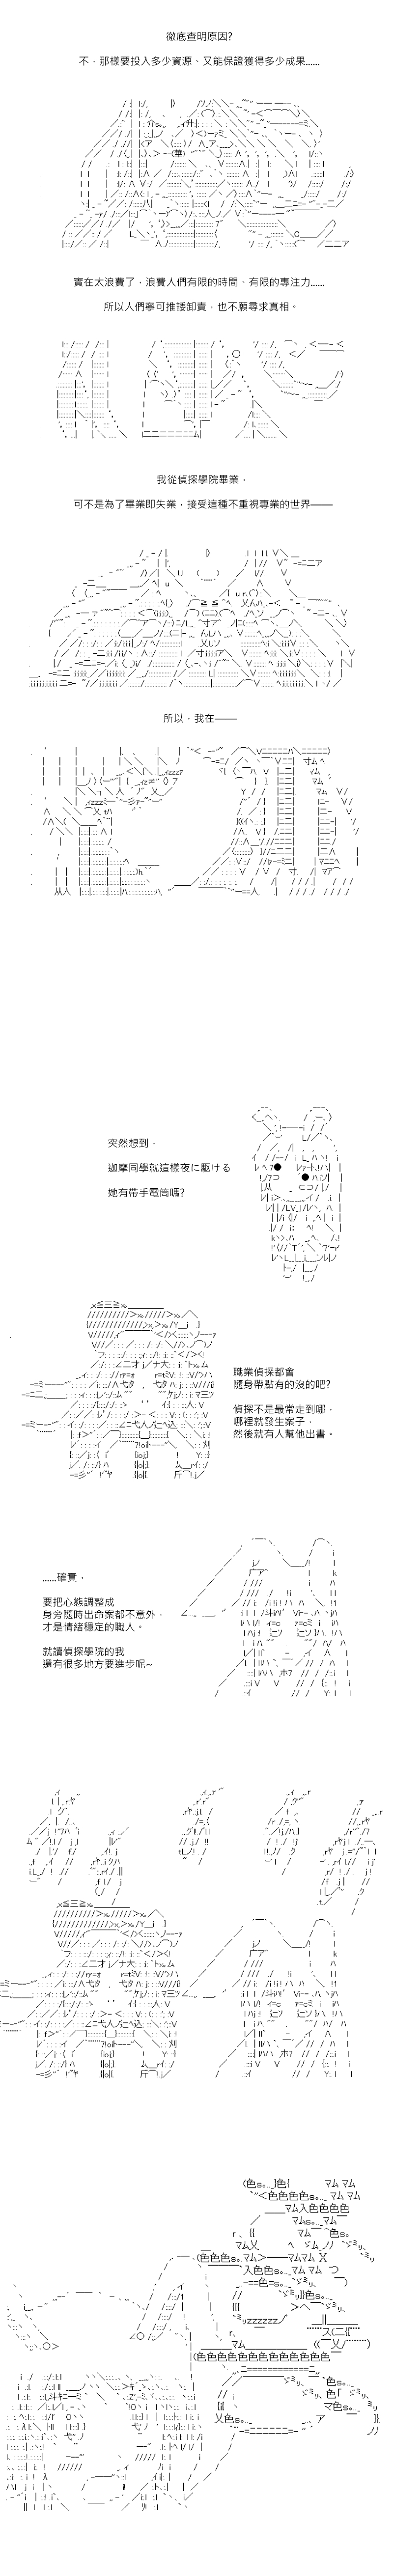 徹底查明原因?
不，那樣要投入多少資源、又能保證獲得多少成果......
實在太浪費了，浪費人們有限的時間、有限的專注力......
所以人們寧可推諉卸責，也不願尋求真相。
我從偵探學院畢業，
可不是為了畢業即失業，接受這種不重視專業的世界——
所以，我在——
突然想到，
迦摩同學就這樣夜に駆ける
她有帶手電筒嗎?
職業偵探都會
隨身帶點有的沒的吧?
偵探不是最常走到哪，
哪裡就發生案子，
然後就有人幫他出書。
......確實，
要把心態調整成
身旁隨時出命案都不意外，
才是情緒穩定的職人。
就讀偵探學院的我
還有很多地方要進步呢~